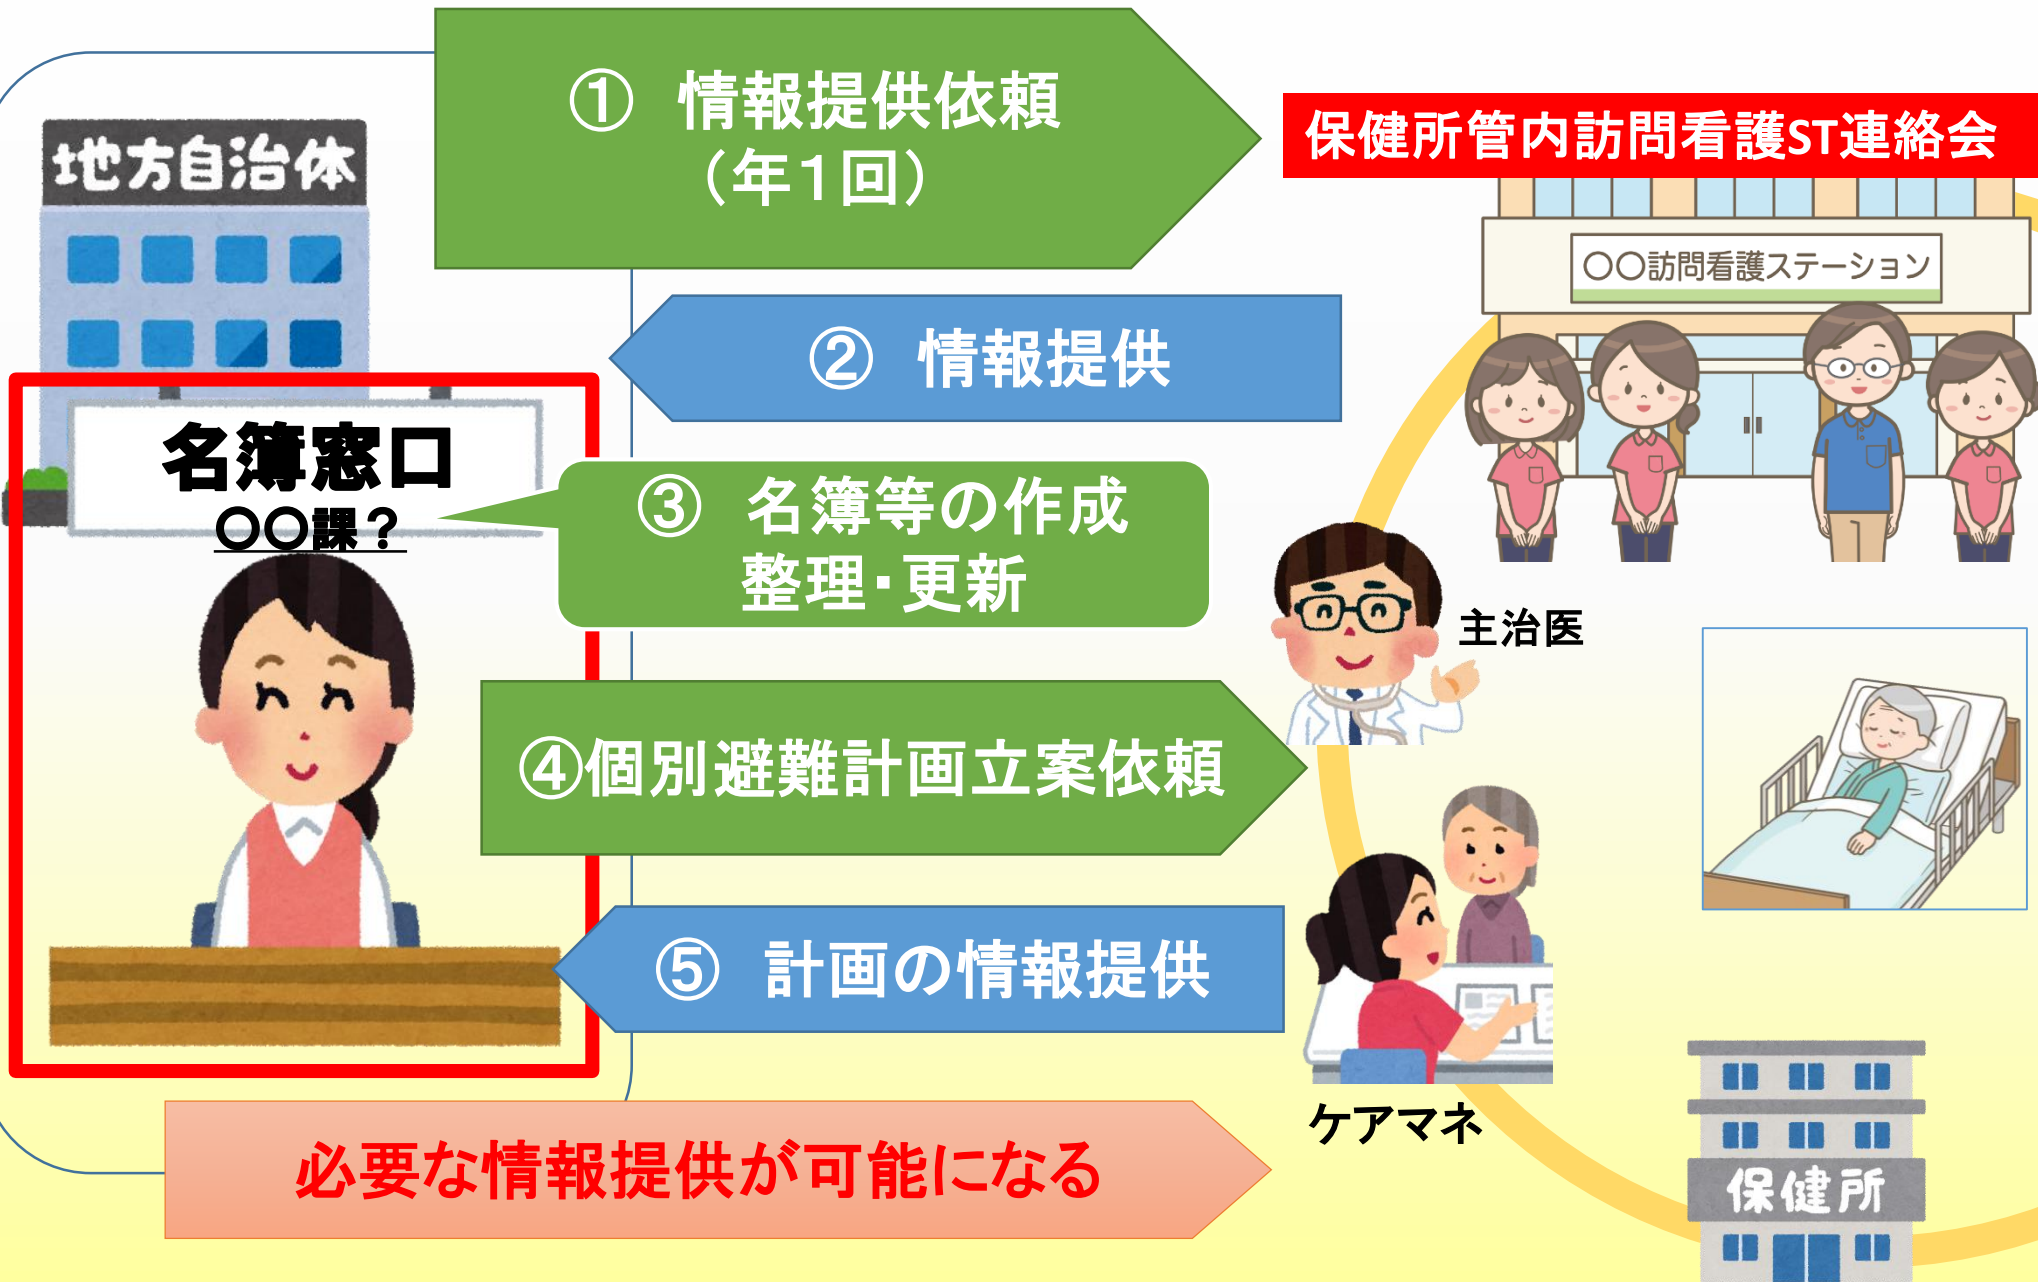 ① 情報提供依頼
（年１回）
保健所管内訪問看護ST連絡会
地方自治体
〇〇訪問看護ステーション
② 情報提供
名簿窓口
〇〇課？
③ 名簿等の作成
整理・更新
主治医
④個別避難計画立案依頼
⑤ 計画の情報提供
ケアマネ
必要な情報提供が可能になる
保健所